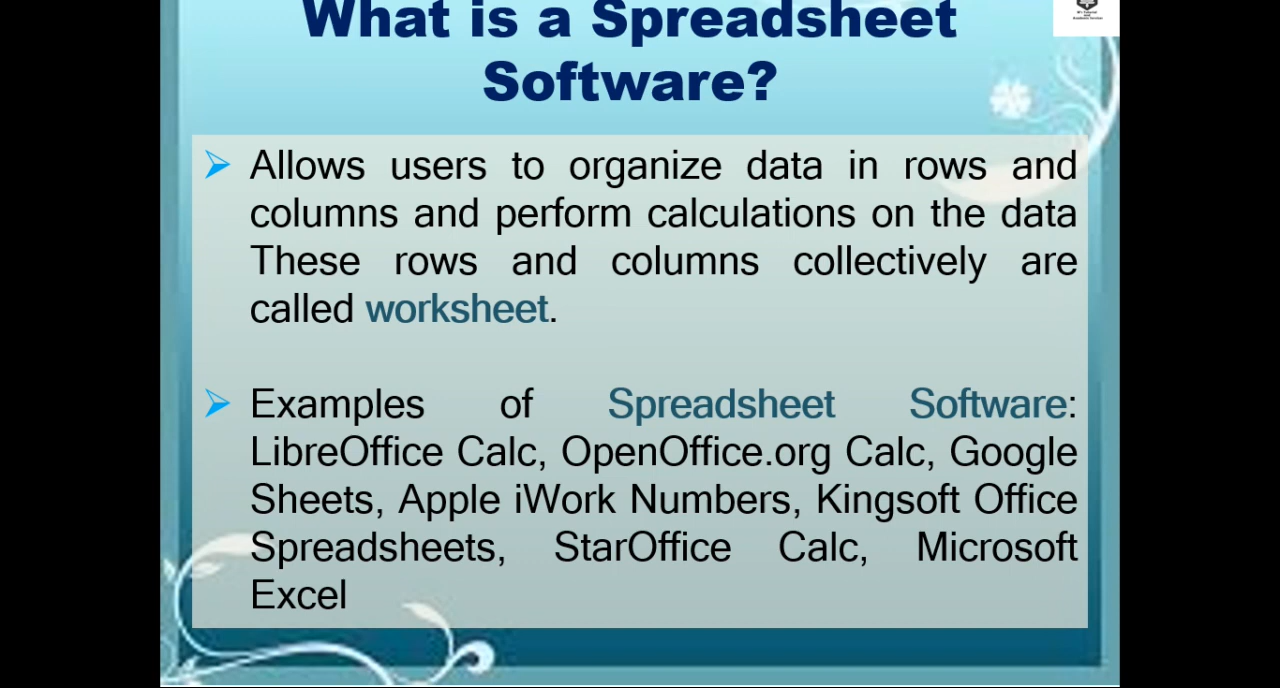 What is a Spreadsheet
Software?
Allows users to organize data in rows and
columns and perform calculations on the data
These rows and columns collectively are
called worksheet.
Examples of Spreadsheet Software:
LibreOffice Calc, OpenOffice.org Calc, Google
Sheets, Apple iWork Numbers, Kingsoft Office
Spreadsheets, StarOffice Calc, Microsoft
Excel